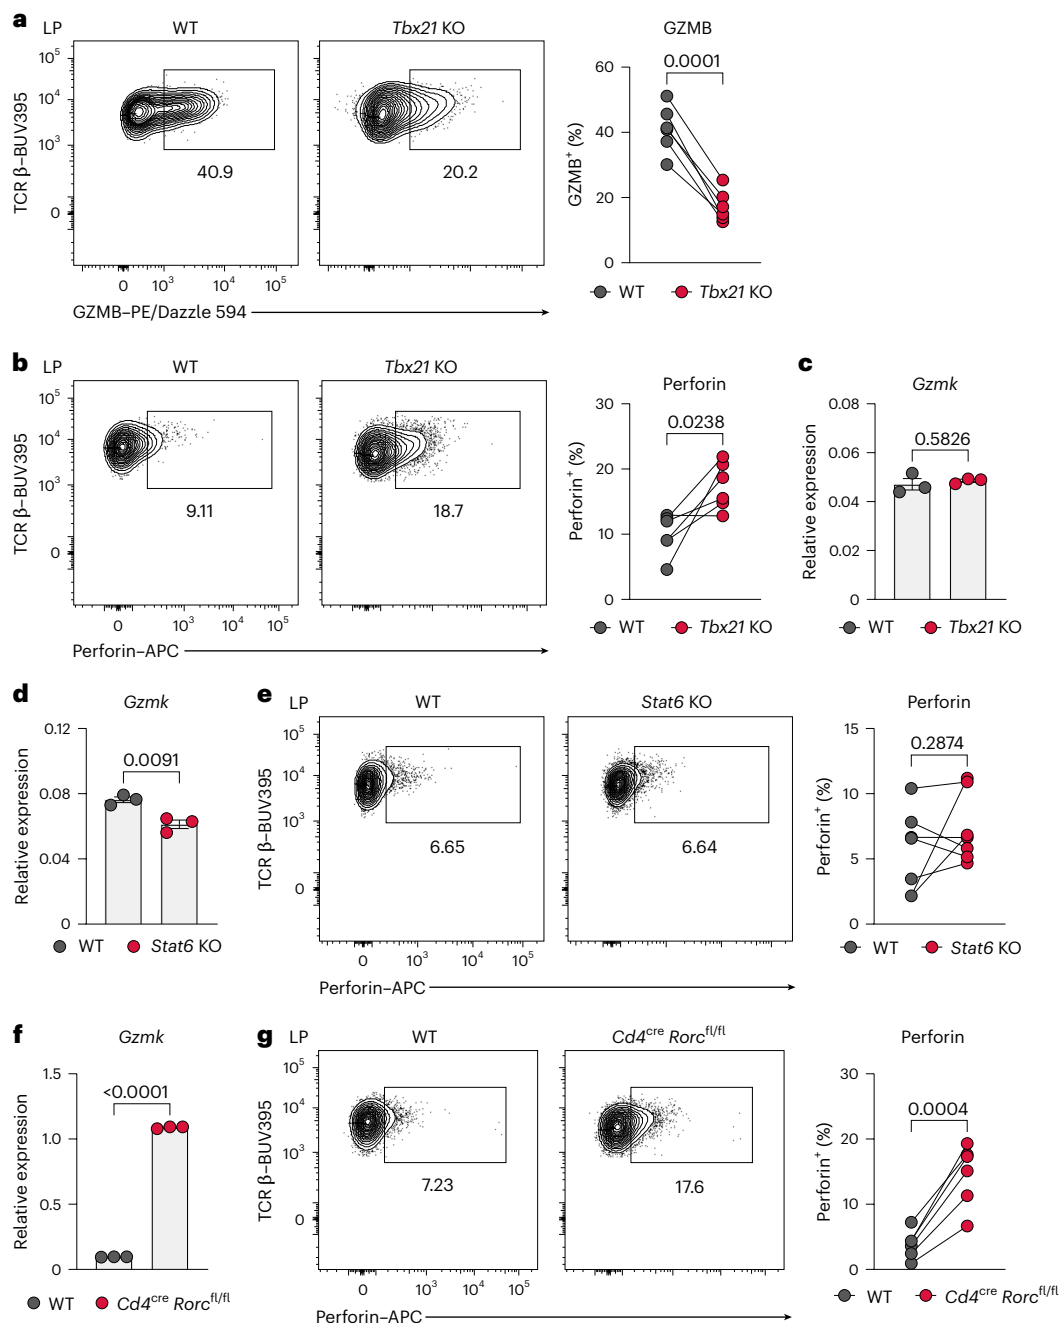 a
LP WT Tbx21 KO GZMB
10⁵
10⁴
10³
0
TCR β–BUV395
40.9 20.2
0 10³ 10⁴ 10⁵
GZMB–PE/Dazzle 594
60
40
20
0
GZMB⁺ (%)
0.0001
WT Tbx21 KO
b
LP WT Tbx21 KO Perforin
10⁵
10⁴
10³
0
TCR β–BUV395
9.11 18.7
0 10³ 10⁴ 10⁵
Perforin–APC
30
20
10
0
Perforin⁺ (%)
0.0238
WT Tbx21 KO
c
Gzmk
0.08
0.06
0.04
0.02
0
Relative expression
0.5826
WT Tbx21 KO
d
Gzmk
0.12
0.08
0.04
0
Relative expression
0.0091
WT Stat6 KO
e
LP WT Stat6 KO Perforin
10⁵
10⁴
10³
0
TCR β–BUV395
6.65 6.64
0 10³ 10⁴ 10⁵
Perforin–APC
15
10
5
0
Perforin⁺ (%)
0.2874
WT Stat6 KO
f
Gzmk
1.5
1.0
0.5
0
Relative expression
<0.0001
WT Cd4ᶜʳᵉ Rorcᶠˡ/ᶠˡ
g
LP WT Cd4ᶜʳᵉ Rorcᶠˡ/ᶠˡ Perforin
10⁵
10⁴
10³
0
TCR β–BUV395
7.23 17.6
0 10³ 10⁴ 10⁵
Perforin–APC
30
20
10
0
Perforin⁺ (%)
0.0004
WT Cd4ᶜʳᵉ Rorcᶠˡ/ᶠˡ